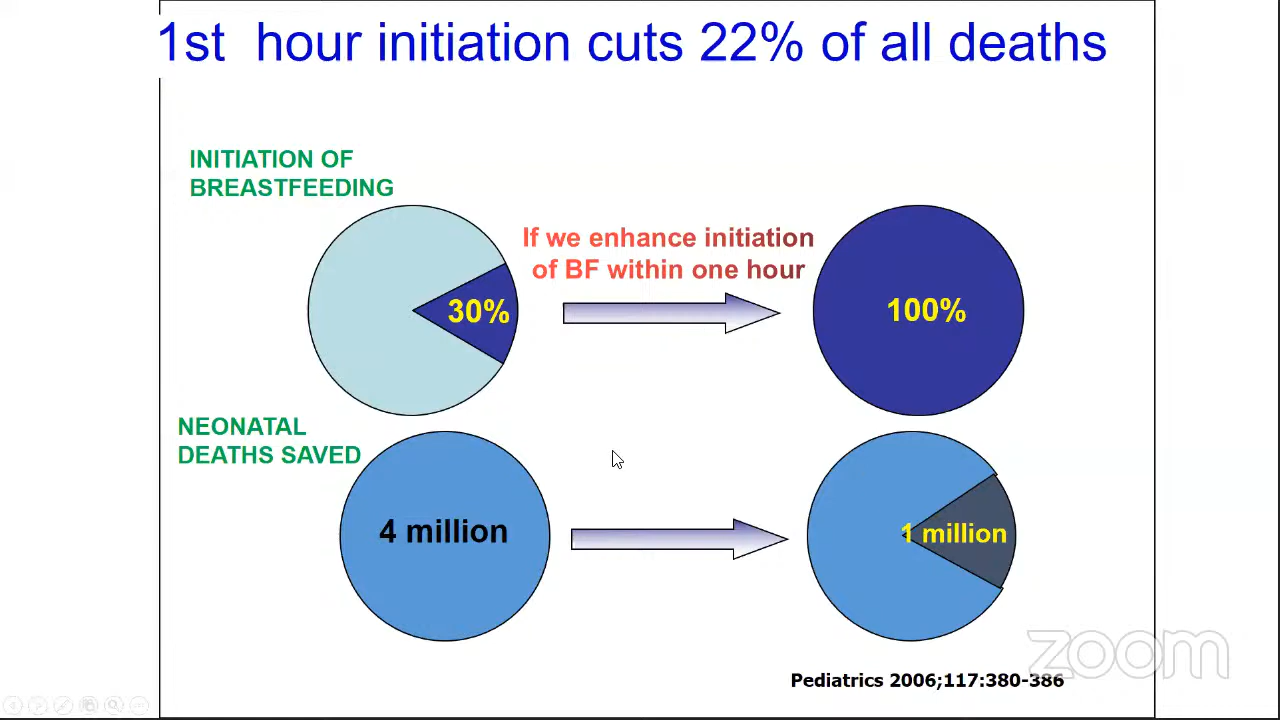 1st  hour initiation cuts 22% of all deaths
INITIATION OF
BREASTFEEDING
If we enhance initiation
of BF within one hour
30%
100%
NEONATAL
DEATHS SAVED
4 million
1 million
zoom
Pediatrics 2006;117:380-386